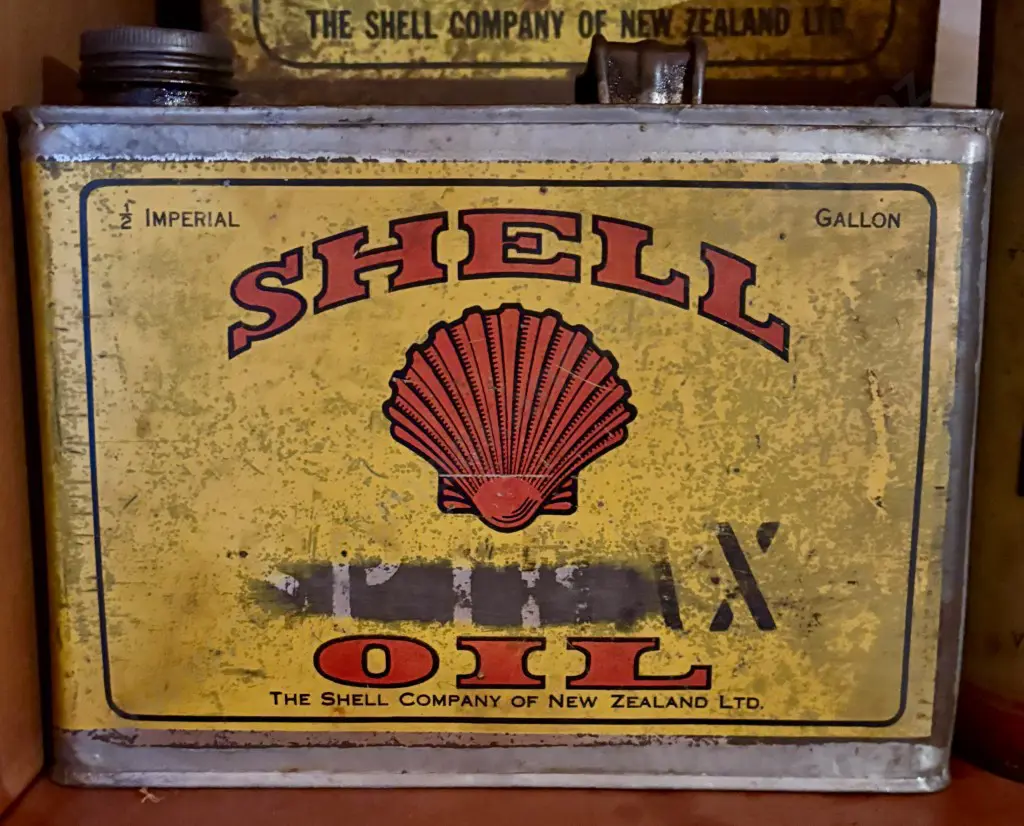 THE SHELL COMPANY OF NEW ZEALAND LTD.
½ IMPERIAL GALLON
SHELL
OIL
THE SHELL COMPANY OF NEW ZEALAND LTD.